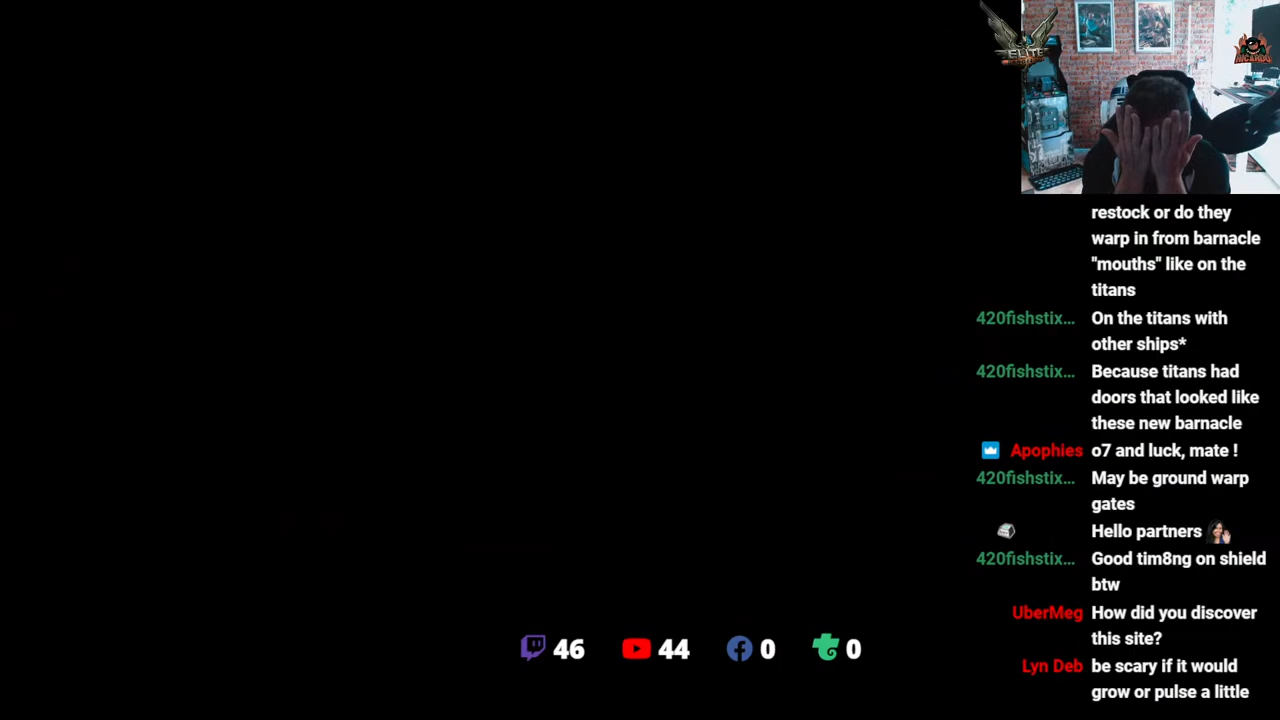 ELITE
RICARDO
restock or do they
warp in from barnacle
"mouths" like on the
titans
420fishstix... On the titans with
other ships*
420fishstix... Because titans had
doors that looked like
these new barnacle
Apophies o7 and luck, mate !
420fishstix... May be ground warp
gates
Hello partners
420fishstix... Good tim8ng on shield
btw
UberMeg How did you discover
this site?
Lyn Deb be scary if it would
grow or pulse a little
46 44 0 0